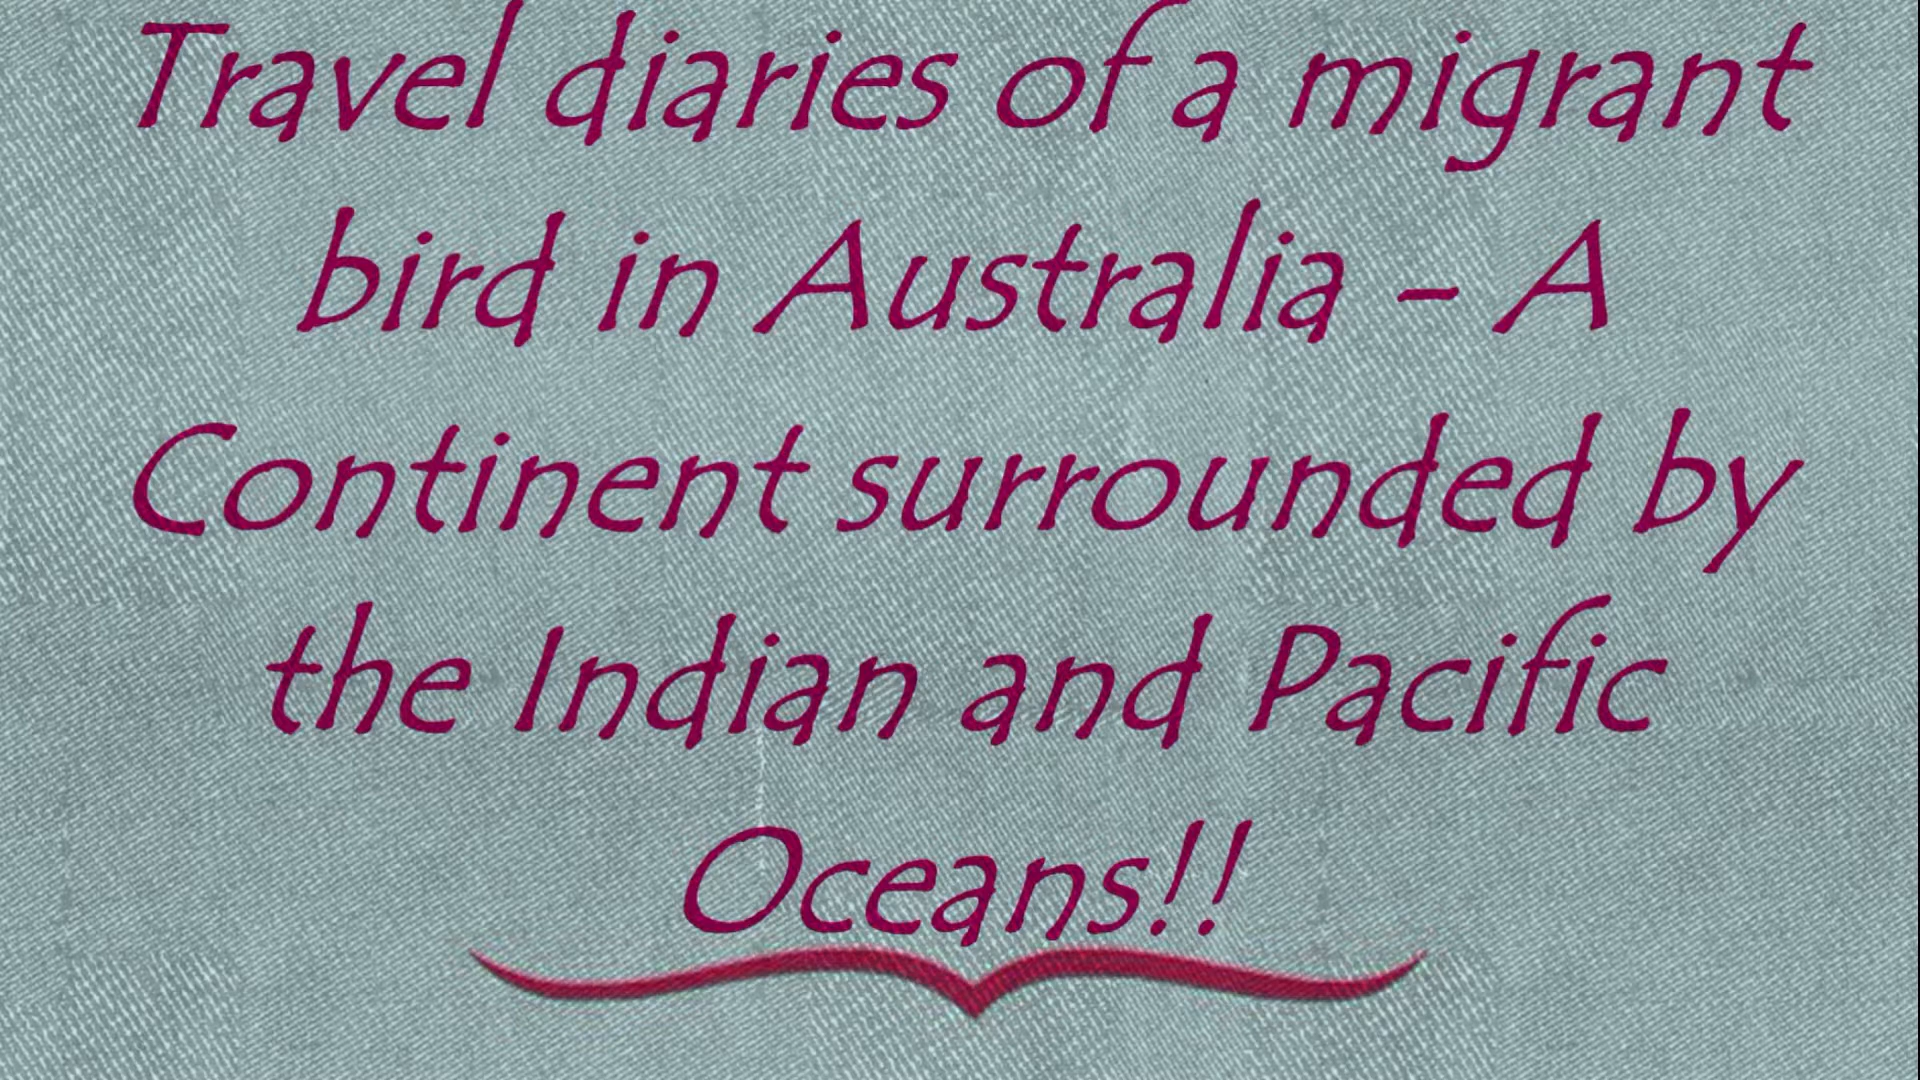 Travel diaries of a migrant
bird in Australia - A
Continent surrounded by
the Indian and Pacific
Oceans!!